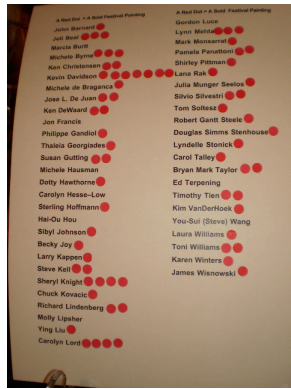 A Red Dot = A Sold Festival Painting
John Barnard
Joli Beal
Marcia Burtt
Michele Byrne
Ken Christensen
Kevin Davidson
Michele de Braganca
Jose L. De Juan
Ken DeWaard
Jon Francis
Philippe Gandiol
Thaleia Georgiades
Susan Gutting
Michele Hausman
Dotty Hawthorne
Carolyn Hesse-Low
Sterling Hoffmann
Hai-Ou Hou
Sibyl Johnson
Becky Joy
Larry Kappen
Steve Kell
Sheryl Knight
Chuck Kovacic
Richard Lindenberg
Molly Lipsher
Ying Liu
Carolyn Lord
A Red Dot = A Sold Festival Painting
Gordon Luce
Lynn Mehta
Mark Monsarrat
Pamela Panattoni
Shirley Pittman
Lana Rak
Julia Munger Seelos
Silvio Silvestri
Tom Soltesz
Robert Gantt Steele
Douglas Simms Stenhouse
Lyndelle Stonick
Carol Talley
Bryan Mark Taylor
Ed Terpening
Timothy Tien
Kim VanDerHoek
You-Sui (Steve) Wang
Laura Williams
Toni Williams
Karen Winters
James Wisnowski